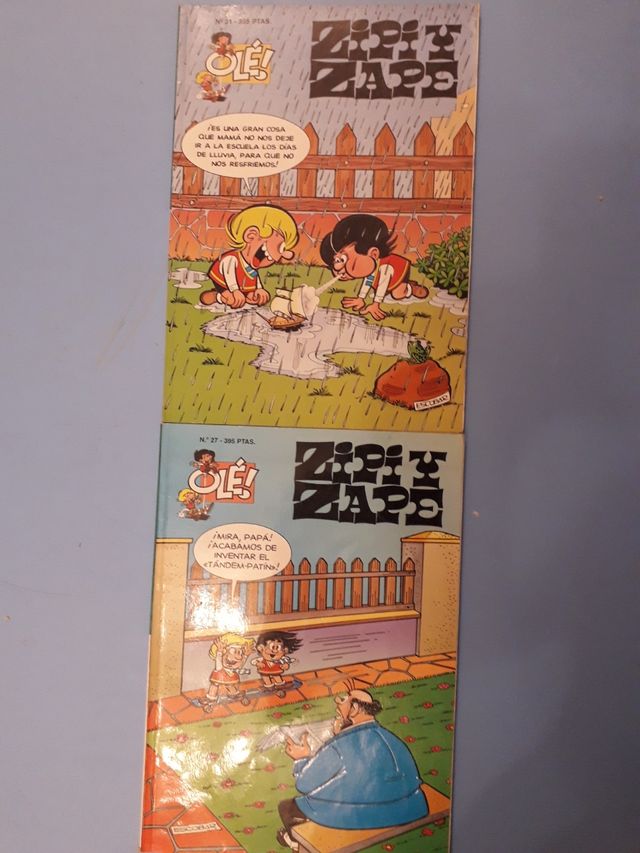 Nº 31 - 395 PTAS.
OLÉ!
ZIPI Y
ZAPE
¡ES UNA GRAN COSA
QUE MAMÁ NO NOS DEJE
IR A LA ESCUELA LOS DÍAS
DE LLUVIA, PARA QUE NO
NOS RESFRIEMOS!
ESCOBAR
N.º 27 - 395 PTAS.
OLÉ!
ZIPI Y
ZAPE
¡MIRA, PAPÁ!
¡ACABAMOS DE
INVENTAR EL
«TÁNDEM-PATÍN»!
ESCOBAR